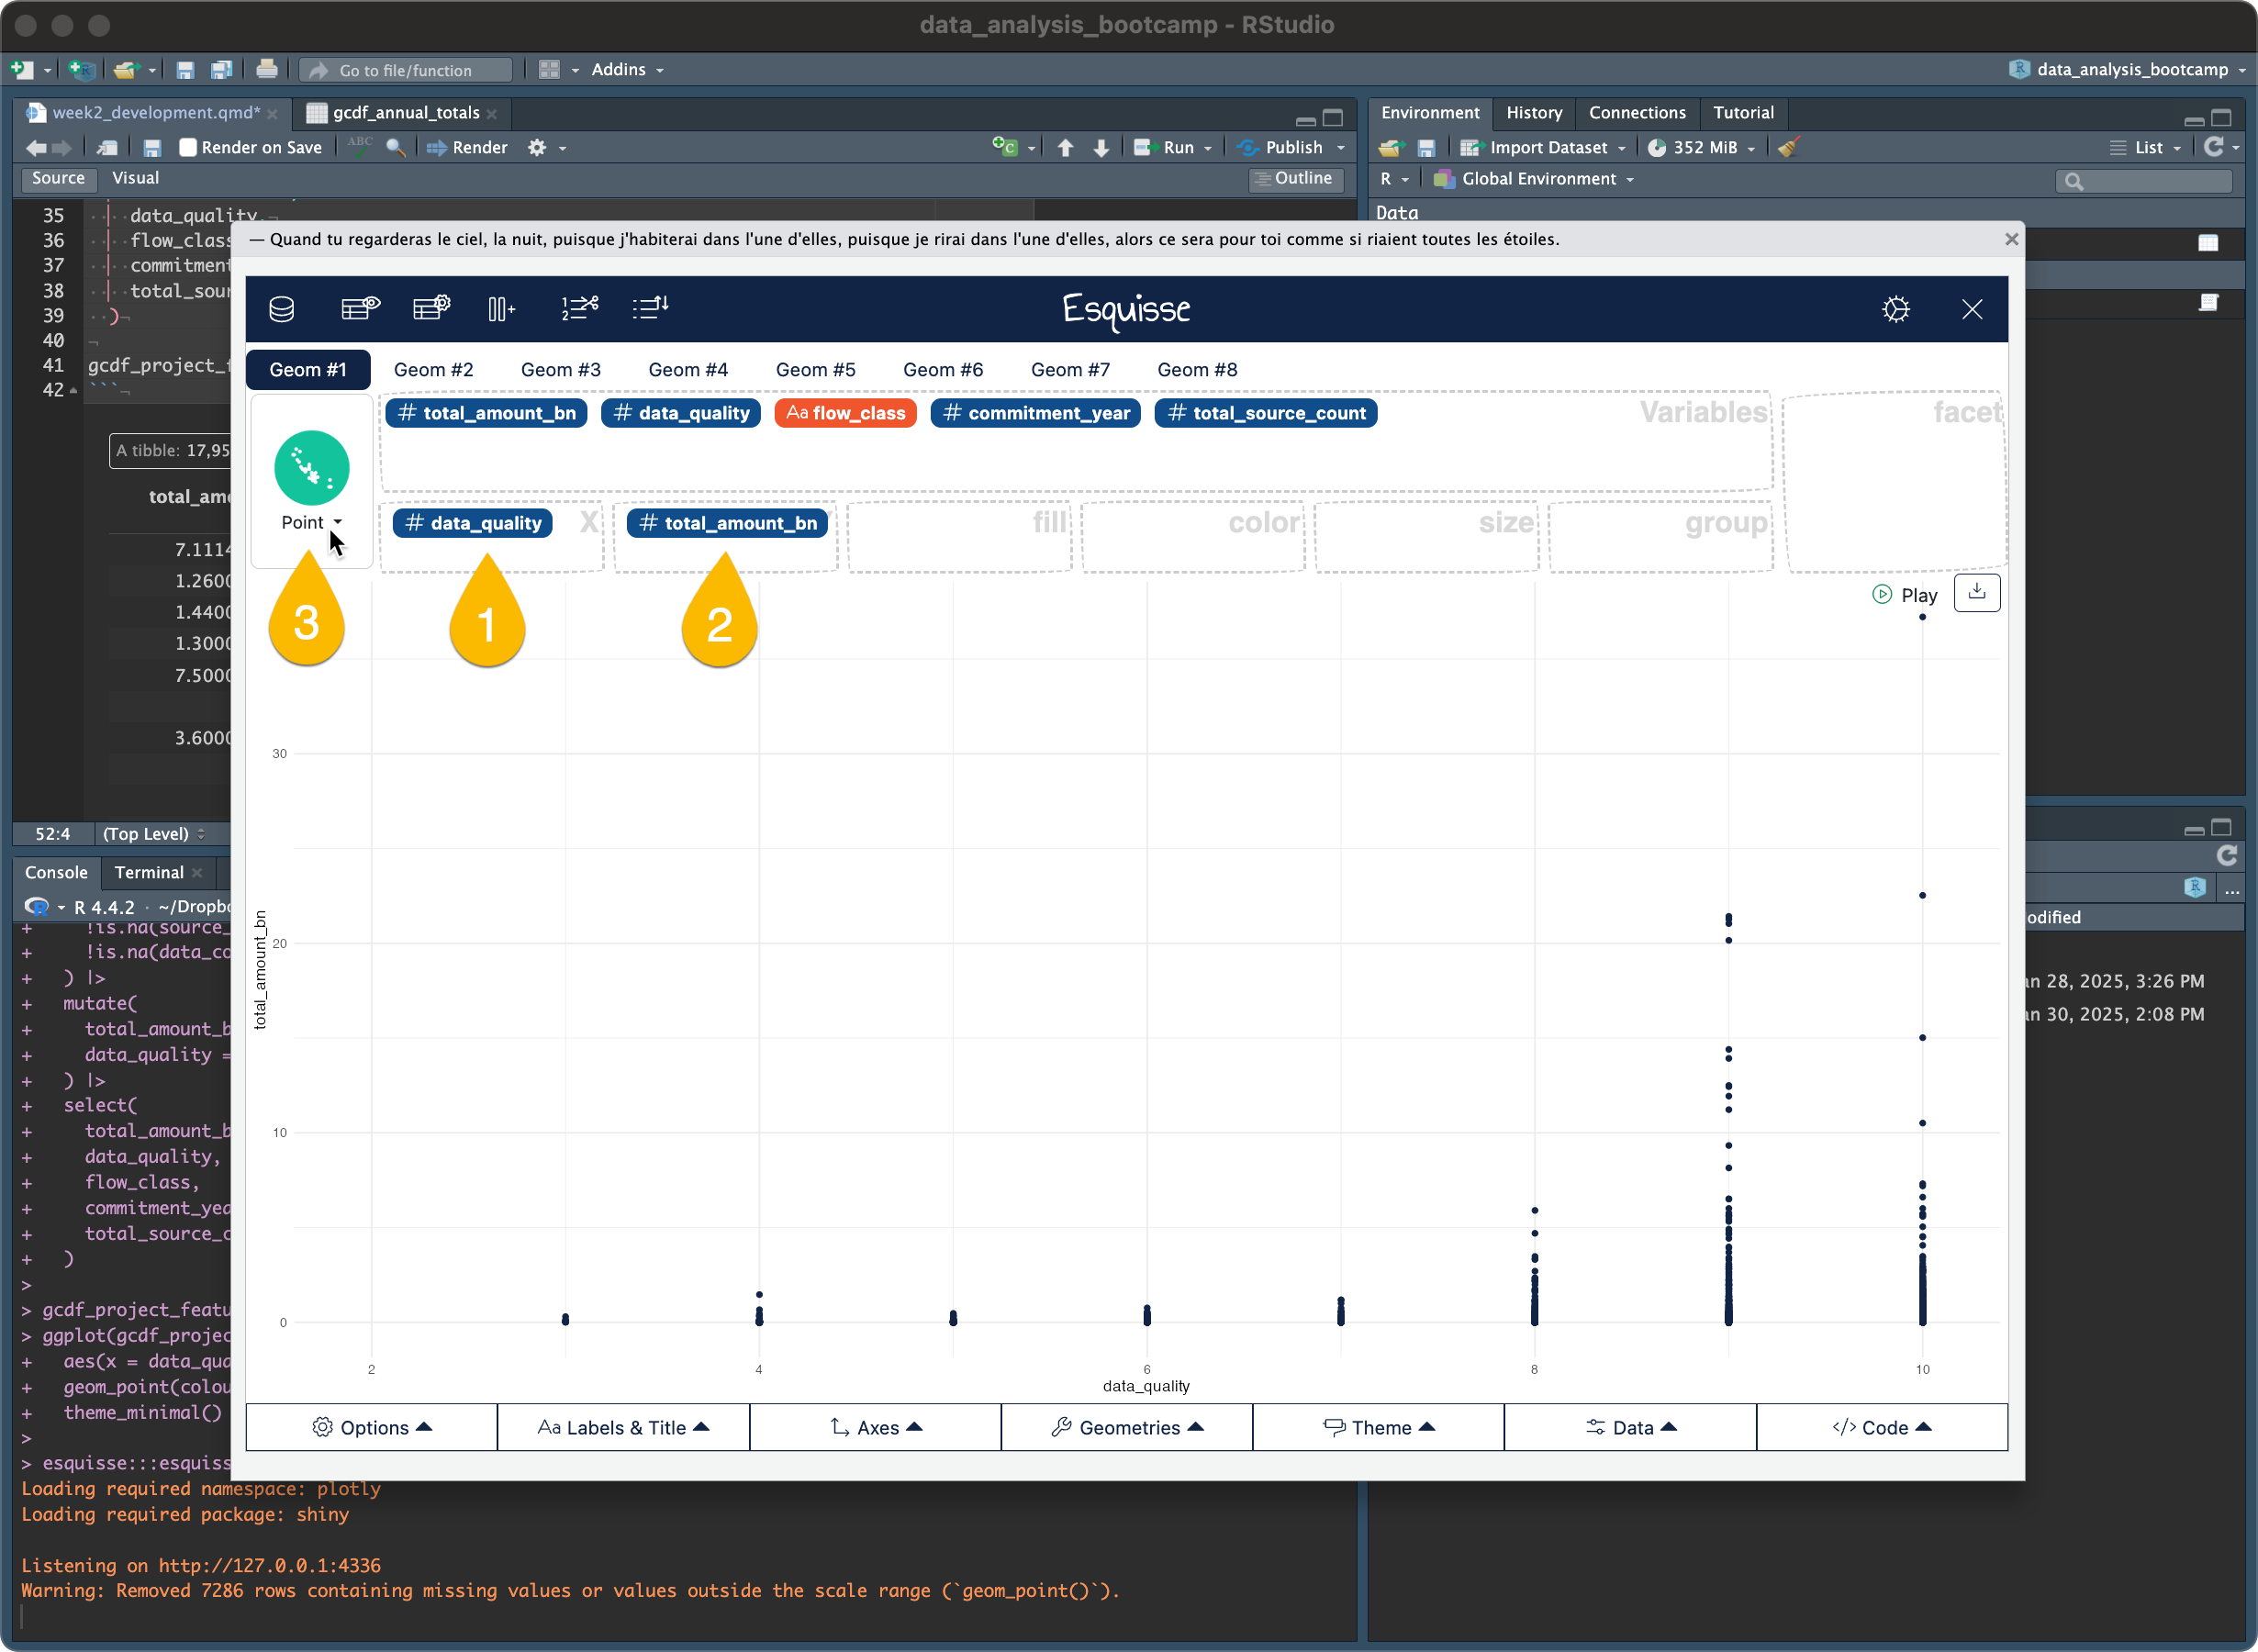 data_analysis_bootcamp - RStudio
Go to file/function
Addins
data_analysis_bootcamp
week2_development.qmd*
gcdf_annual_totals
Render on Save
ABC
Render
Run
Publish
Source
Visual
Outline
35 data_quality,
36 flow_class
37 commitment
38 total_sour
39 )
40
41 gcdf_project_f
42 ```
A tibble: 17,95
total_am
7.1114
1.2600
1.4400
1.3000
7.5000
3.6000
52:4
(Top Level)
Environment
History
Connections
Tutorial
Import Dataset
352 MiB
List
R
Global Environment
Data
— Quand tu regarderas le ciel, la nuit, puisque j'habiterai dans l'une d'elles, puisque je rirai dans l'une d'elles, alors ce sera pour toi comme si riaient toutes les étoiles.
Esquisse
Geom #1
Geom #2
Geom #3
Geom #4
Geom #5
Geom #6
Geom #7
Geom #8
Point
# total_amount_bn
# data_quality
Aa flow_class
# commitment_year
# total_source_count
Variables
facet
# data_quality
X
# total_amount_bn
fill
color
size
group
3
1
2
Play
30
20
10
0
total_amount_bn
2
4
6
8
10
data_quality
Options
Aa Labels & Title
Axes
Geometries
Theme
Data
</> Code
Console
Terminal
R 4.4.2 · ~/Dropbo
+ !is.na(source_
+ !is.na(data_co
+ ) |>
+ mutate(
+ total_amount_b
+ data_quality =
+ ) |>
+ select(
+ total_amount_b
+ data_quality,
+ flow_class,
+ commitment_yea
+ total_source_c
+ )
>
> gcdf_project_featu
> ggplot(gcdf_projec
+ aes(x = data_qua
+ geom_point(colou
+ theme_minimal()
>
> esquisse:::esquiss
Loading required namespace: plotly
Loading required package: shiny
Listening on http://127.0.0.1:4336
Warning: Removed 7286 rows containing missing values or values outside the scale range (`geom_point()`).
...
odified
an 28, 2025, 3:26 PM
an 30, 2025, 2:08 PM